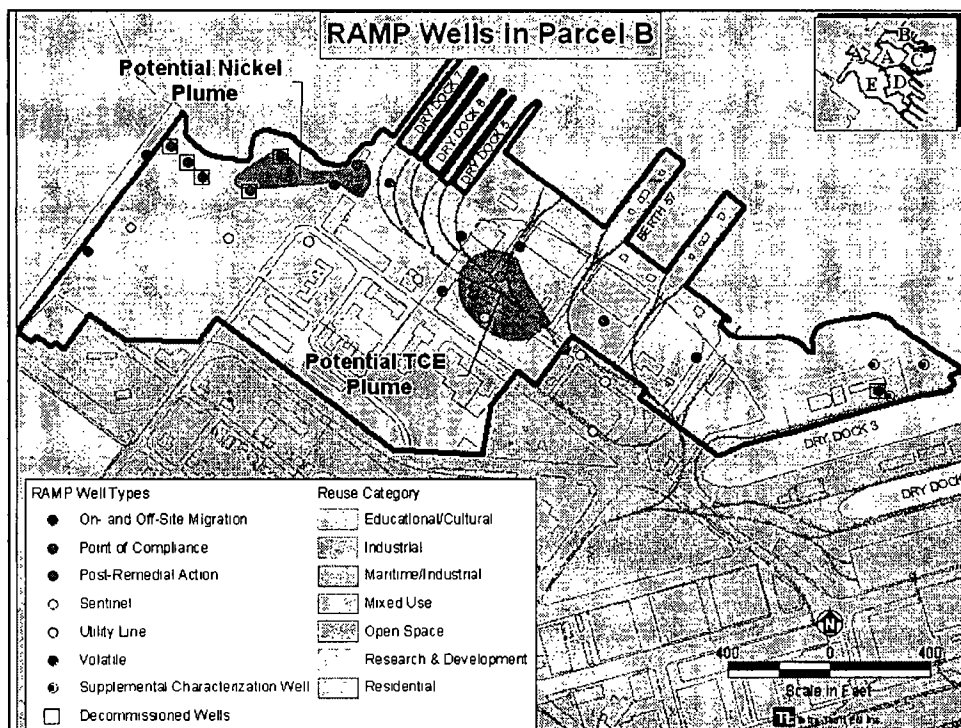 RAMP Wells in Parcel B
B
A
A
C
E
D
Potential Nickel
Plume
DRY DOCK 7
DRY DOCK 6
DRY DOCK 5
BERTH 57
Potential TCE
Plume
DRY DOCK 3
DRY DOCK
RAMP Well Types
On- and Off-Site Migration
Point of Compliance
Post-Remedial Action
Sentinel
Utility Line
Volatile
Supplemental Characterization Well
Decommissioned Wells
Reuse Category
Educational/Cultural
Industrial
Maritime/Industrial
Mixed Use
Open Space
Research & Development
Residential
N
400
0
400
Scale in Feet